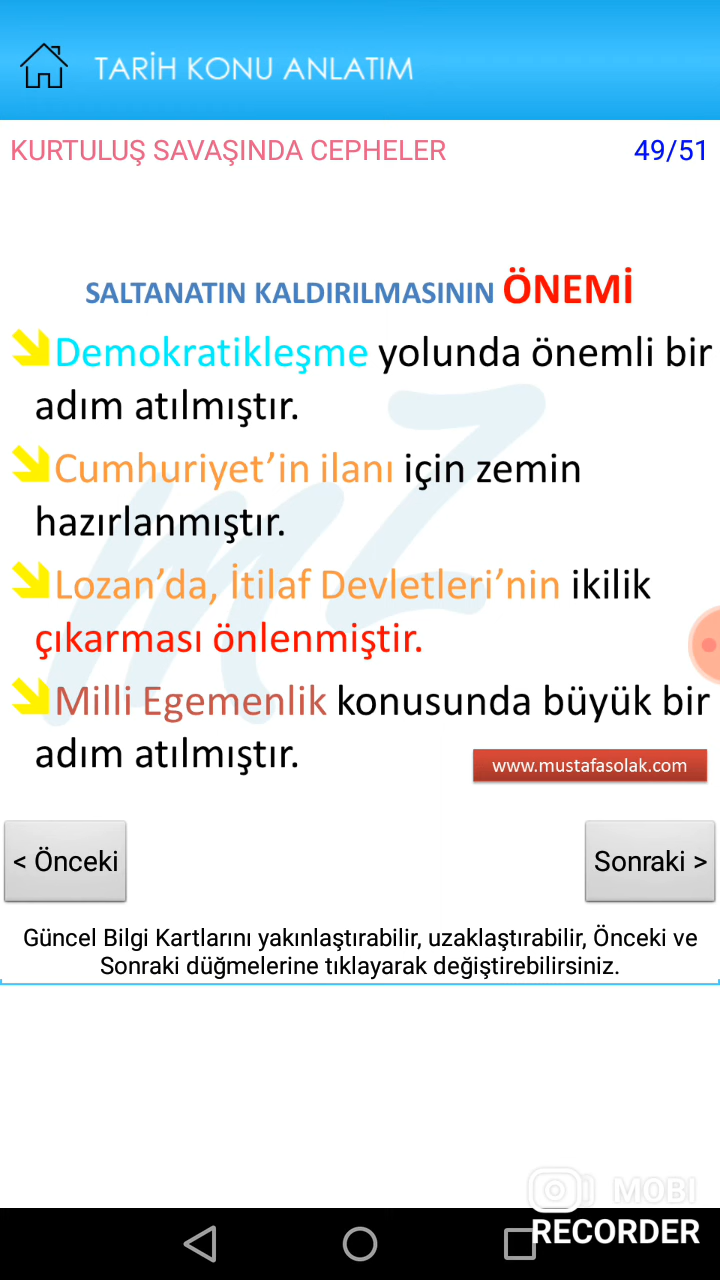 TARİH KONU ANLATIM
KURTULUŞ SAVAŞINDA CEPHELER 49/51
SALTANATIN KALDIRILMASININ ÖNEMİ
Demokratikleşme yolunda önemli bir
adım atılmıştır.
Cumhuriyet’in ilanı için zemin
hazırlanmıştır.
Lozan’da, İtilaf Devletleri’nin ikilik
çıkarması önlenmiştir.
Milli Egemenlik konusunda büyük bir
adım atılmıştır.
www.mustafasolak.com
< Önceki Sonraki >
Güncel Bilgi Kartlarını yakınlaştırabilir, uzaklaştırabilir, Önceki ve
Sonraki düğmelerine tıklayarak değiştirebilirsiniz.
MOBI
RECORDER